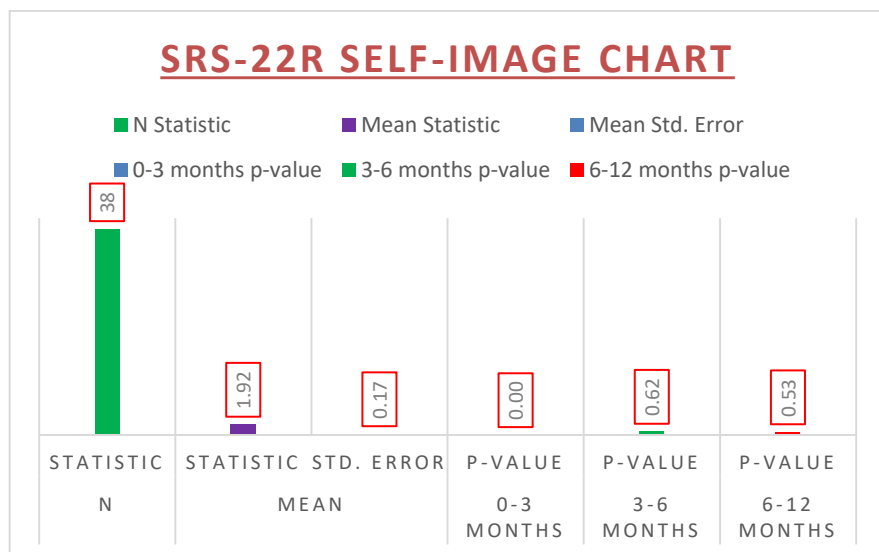 SRS-22R SELF-IMAGE CHART
N Statistic Mean Statistic Mean Std. Error
0-3 months p-value 3-6 months p-value 6-12 months p-value
38
1.92
0.17
0.00
0.62
0.53
STATISTIC STATISTIC STD. ERROR P-VALUE P-VALUE P-VALUE
N MEAN 0-3 3-6 6-12
MONTHS MONTHS MONTHS